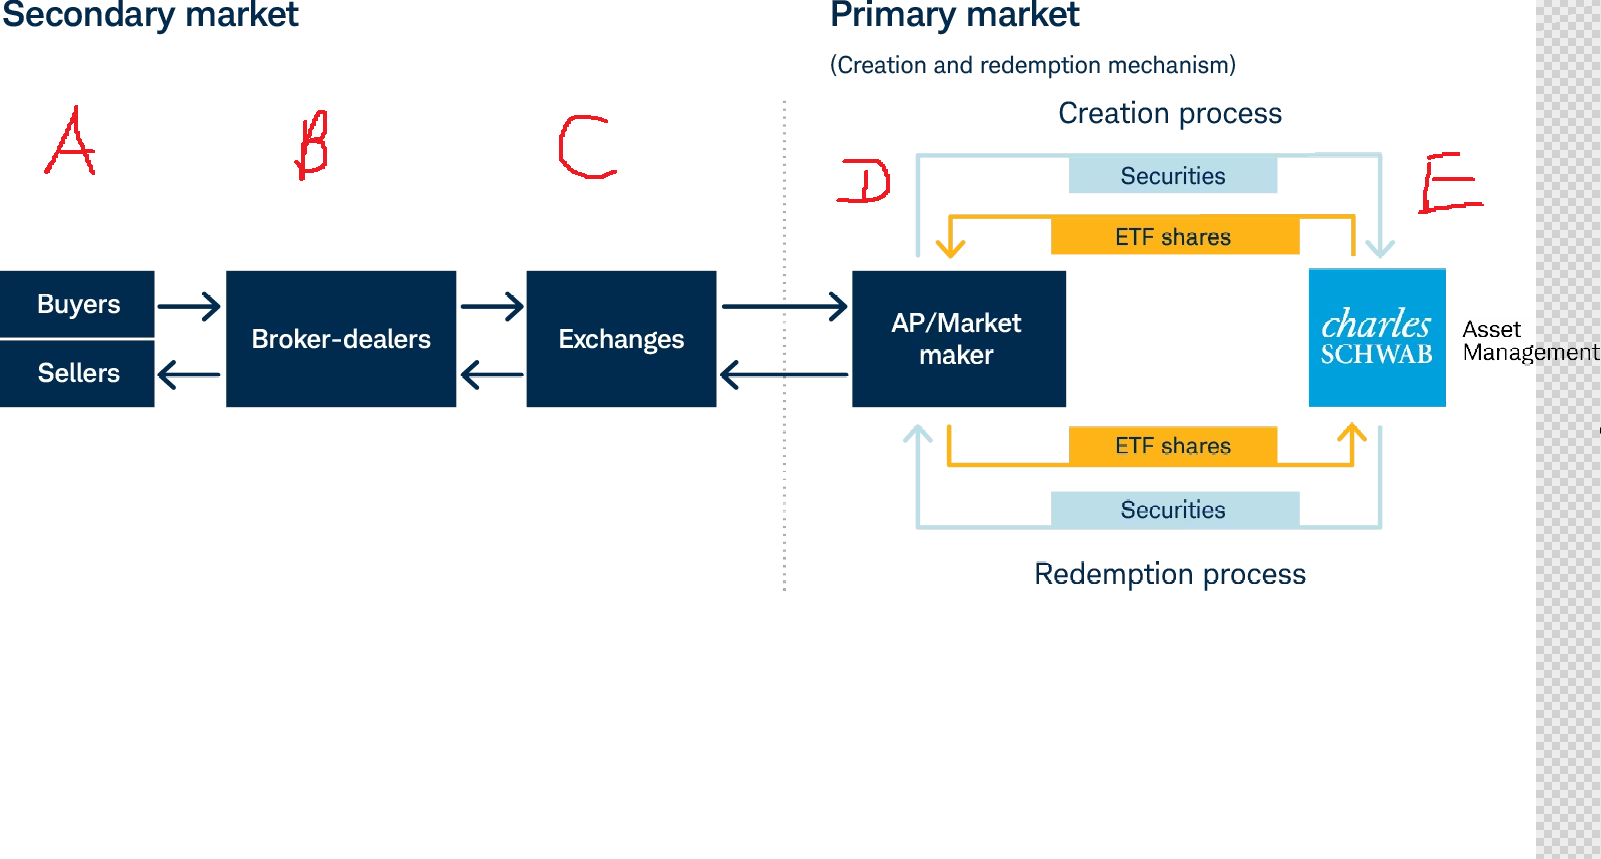 Secondary market
Primary market
(Creation and redemption mechanism)
Creation process
A
B
C
D
E
Securities
ETF shares
Buyers
Sellers
Broker-dealers
Exchanges
AP/Market
maker
charles
SCHWAB
Asset
Management
ETF shares
Securities
Redemption process